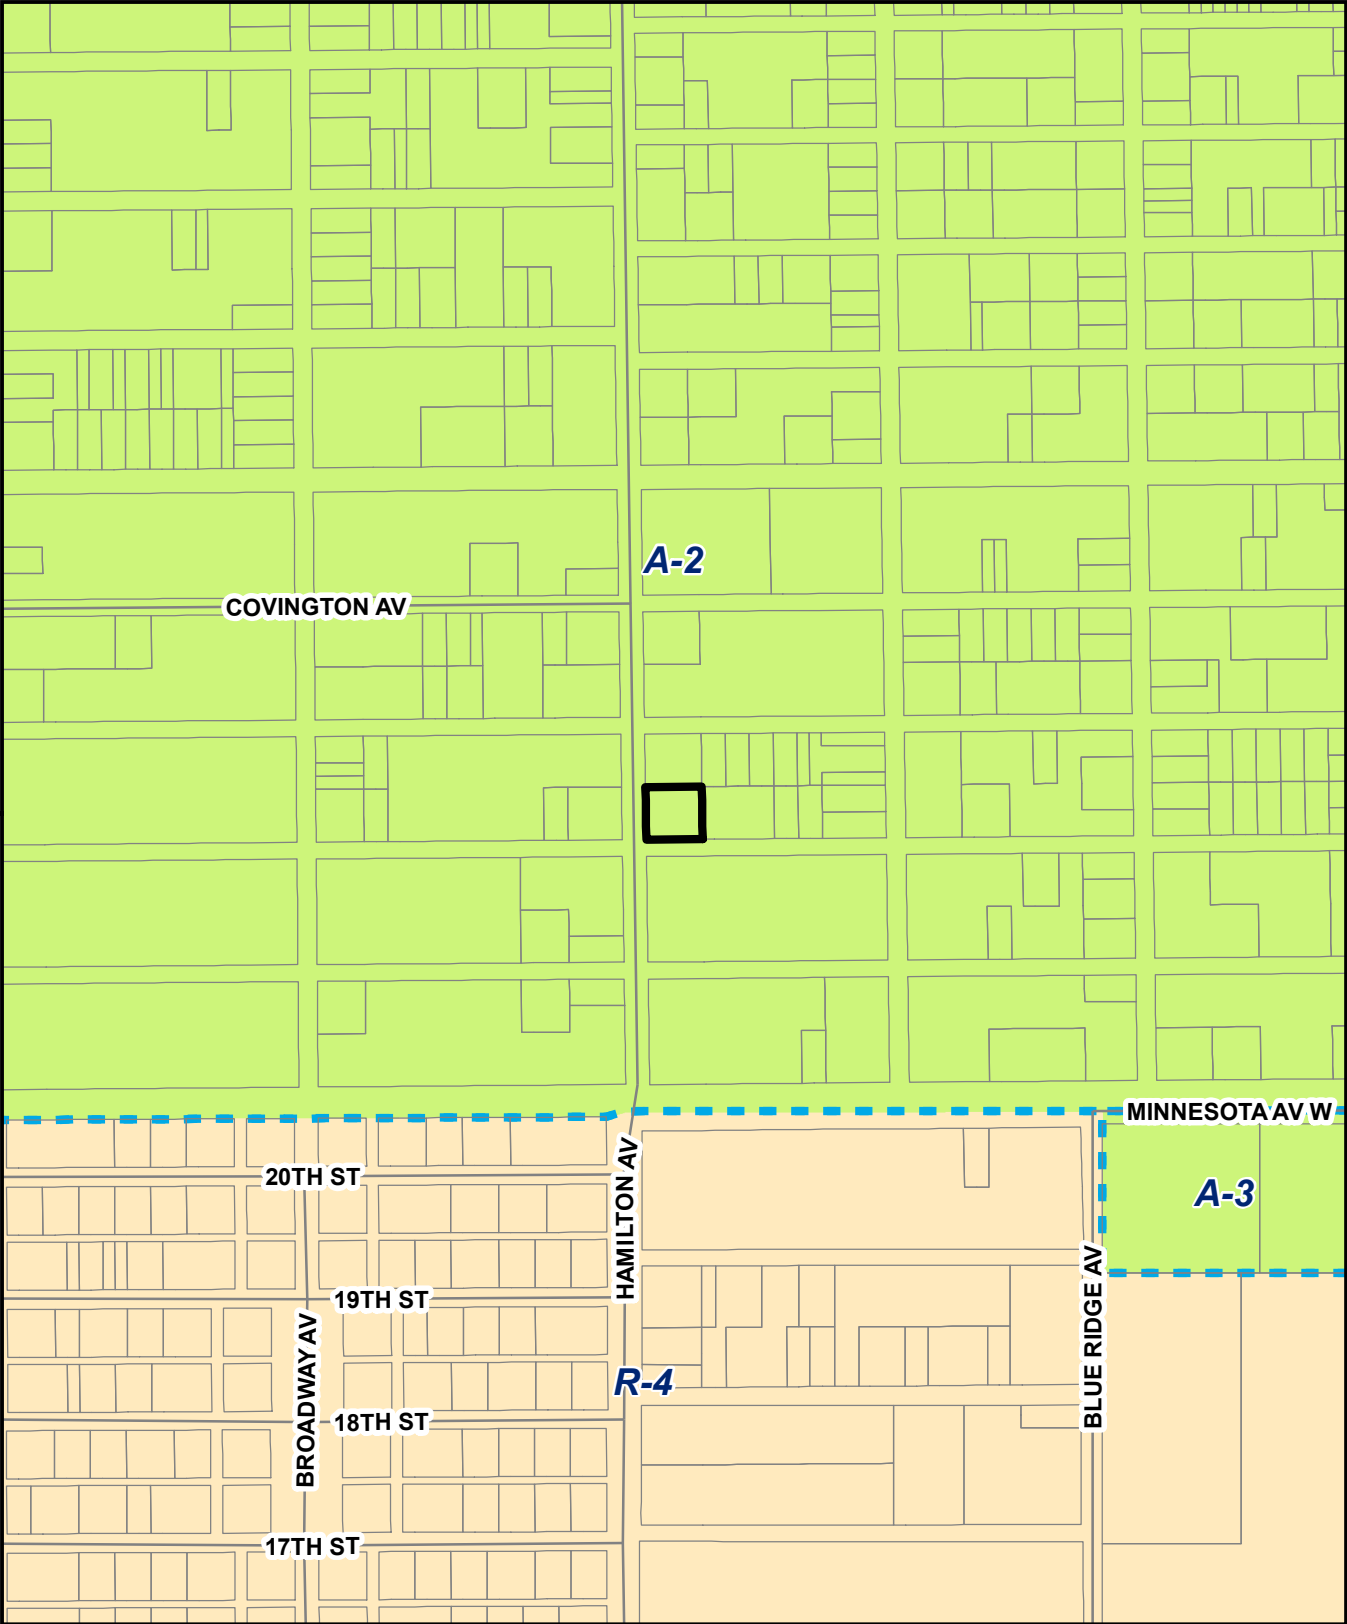 A-2
COVINGTON AV
MINNESOTA AV W
20TH ST
HAMILTON AV
A-3
19TH ST
BROADWAY AV
BLUE RIDGE AV
R-4
18TH ST
17TH ST